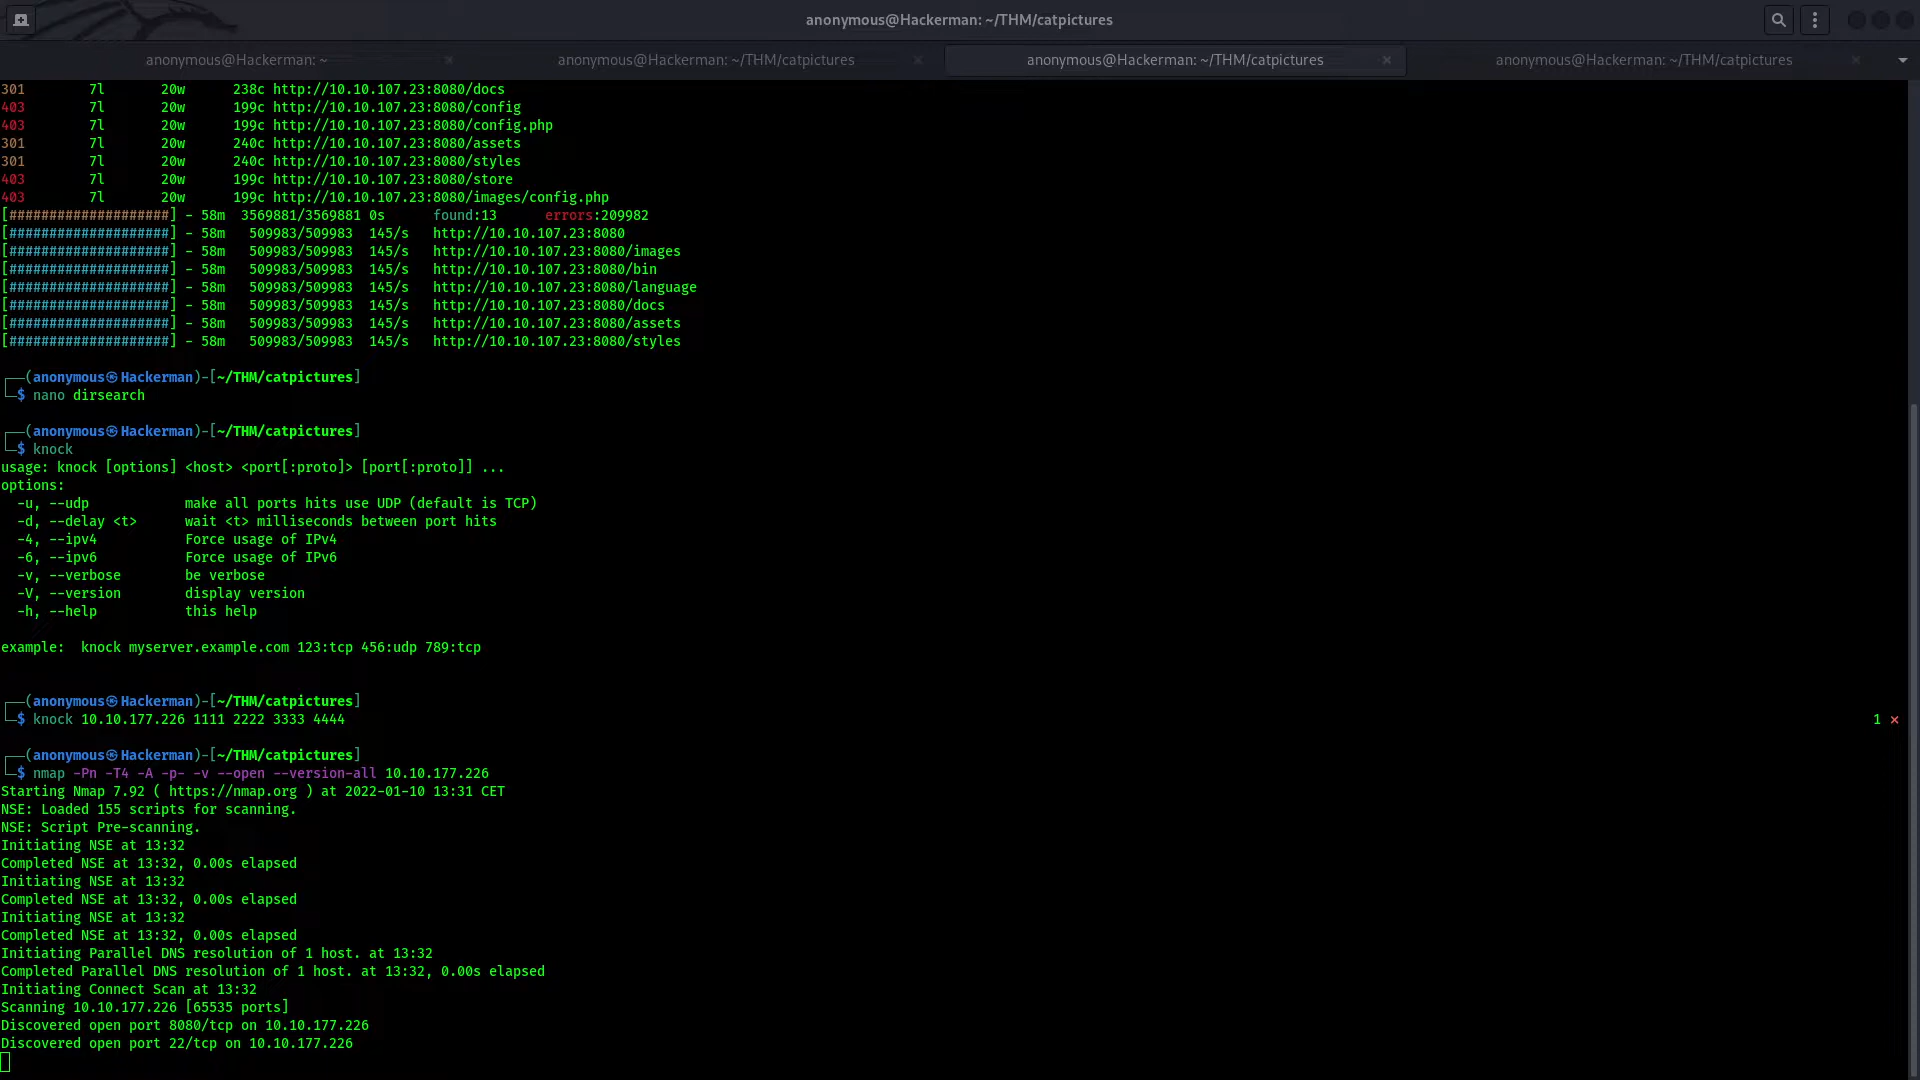 anonymous@Hackerman: ~/THM/catpictures
anonymous@Hackerman: ~ × anonymous@Hackerman: ~/THM/catpictures × anonymous@Hackerman: ~/THM/catpictures × anonymous@Hackerman: ~/THM/catpictures ×
301        7l       20w      238c http://10.10.107.23:8080/docs
403        7l       20w      199c http://10.10.107.23:8080/config
403        7l       20w      199c http://10.10.107.23:8080/config.php
301        7l       20w      240c http://10.10.107.23:8080/assets
301        7l       20w      240c http://10.10.107.23:8080/styles
403        7l       20w      199c http://10.10.107.23:8080/store
403        7l       20w      199c http://10.10.107.23:8080/images/config.php
[####################] - 58m  3569881/3569881 0s      found:13      errors:209982
[####################] - 58m   509983/509983  145/s   http://10.10.107.23:8080
[####################] - 58m   509983/509983  145/s   http://10.10.107.23:8080/images
[####################] - 58m   509983/509983  145/s   http://10.10.107.23:8080/bin
[####################] - 58m   509983/509983  145/s   http://10.10.107.23:8080/language
[####################] - 58m   509983/509983  145/s   http://10.10.107.23:8080/docs
[####################] - 58m   509983/509983  145/s   http://10.10.107.23:8080/assets
[####################] - 58m   509983/509983  145/s   http://10.10.107.23:8080/styles
┌──(anonymous㉿Hackerman)-[~/THM/catpictures]
└─$ nano dirsearch
┌──(anonymous㉿Hackerman)-[~/THM/catpictures]
└─$ knock
usage: knock [options] <host> <port[:proto]> [port[:proto]] ...
options:
  -u, --udp            make all ports hits use UDP (default is TCP)
  -d, --delay <t>      wait <t> milliseconds between port hits
  -4, --ipv4           Force usage of IPv4
  -6, --ipv6           Force usage of IPv6
  -v, --verbose        be verbose
  -V, --version        display version
  -h, --help           this help
example:  knock myserver.example.com 123:tcp 456:udp 789:tcp
┌──(anonymous㉿Hackerman)-[~/THM/catpictures]
└─$ knock 10.10.177.226 1111 2222 3333 4444 1 ×
┌──(anonymous㉿Hackerman)-[~/THM/catpictures]
└─$ nmap -Pn -T4 -A -p- -v --open --version-all 10.10.177.226
Starting Nmap 7.92 ( https://nmap.org ) at 2022-01-10 13:31 CET
NSE: Loaded 155 scripts for scanning.
NSE: Script Pre-scanning.
Initiating NSE at 13:32
Completed NSE at 13:32, 0.00s elapsed
Initiating NSE at 13:32
Completed NSE at 13:32, 0.00s elapsed
Initiating NSE at 13:32
Completed NSE at 13:32, 0.00s elapsed
Initiating Parallel DNS resolution of 1 host. at 13:32
Completed Parallel DNS resolution of 1 host. at 13:32, 0.00s elapsed
Initiating Connect Scan at 13:32
Scanning 10.10.177.226 [65535 ports]
Discovered open port 8080/tcp on 10.10.177.226
Discovered open port 22/tcp on 10.10.177.226